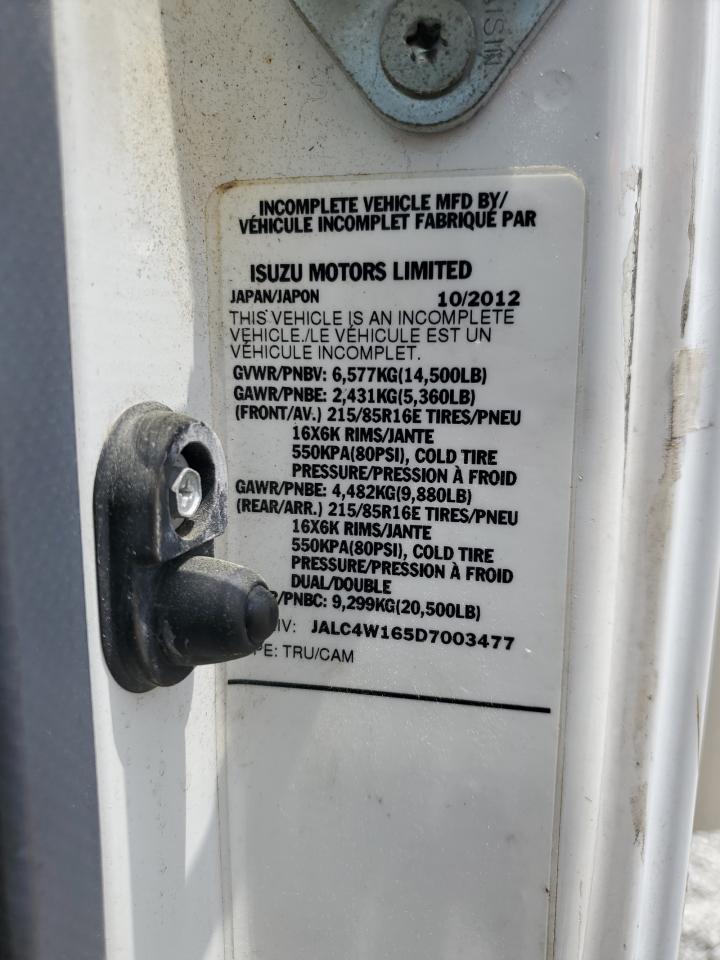 INCOMPLETE VEHICLE MFD BY/
VÉHICULE INCOMPLET FABRIQUÉ PAR
ISUZU MOTORS LIMITED
JAPAN/JAPON 10/2012
THIS VEHICLE IS AN INCOMPLETE
VEHICLE./LE VÉHICULE EST UN
VÉHICULE INCOMPLET.
GVWR/PNBV: 6,577KG(14,500LB)
GAWR/PNBE: 2,431KG(5,360LB)
(FRONT/AV.) 215/85R16E TIRES/PNEU
16X6K RIMS/JANTE
550KPA(80PSI), COLD TIRE
PRESSURE/PRESSION À FROID
GAWR/PNBE: 4,482KG(9,880LB)
(REAR/ARR.) 215/85R16E TIRES/PNEU
16X6K RIMS/JANTE
550KPA(80PSI), COLD TIRE
PRESSURE/PRESSION À FROID
DUAL/DOUBLE
/PNBC: 9,299KG(20,500LB)
IV: JALC4W165D7003477
PE: TRU/CAM